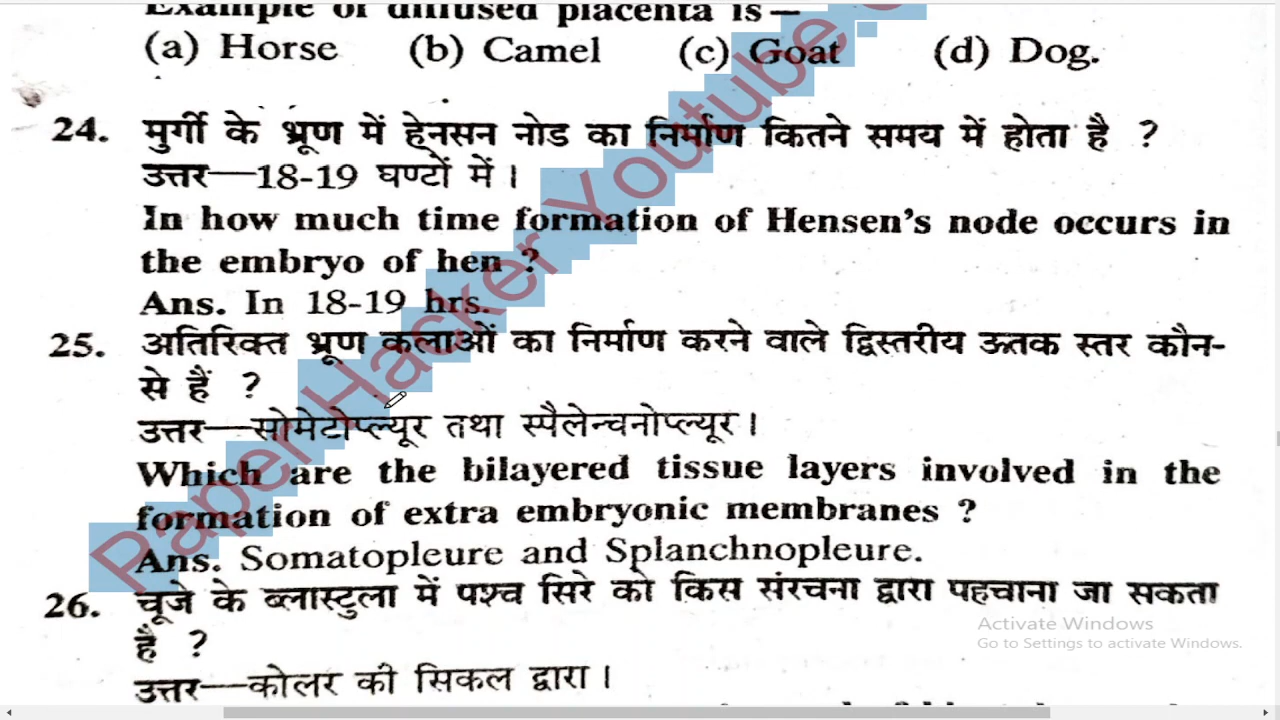 Example of diffused placenta is—
(a) Horse (b) Camel (c) Goat (d) Dog.
24. मुर्गी के भ्रूण में हेनसन नोड का निर्माण कितने समय में होता है ?
उत्तर—18-19 घण्टों में।
In how much time formation of Hensen's node occurs in
the embryo of hen ?
Ans. In 18-19 hrs.
25. अतिरिक्त भ्रूण कलाओं का निर्माण करने वाले द्विस्तरीय ऊतक स्तर कौन-
से हैं ?
उत्तर—सोमेटोप्ल्यूर तथा स्पैलेन्चनोप्ल्यूर।
Which are the bilayered tissue layers involved in the
formation of extra embryonic membranes ?
Ans. Somatopleure and Splanchnopleure.
26. चूजे के ब्लास्टुला में पश्च सिरे को किस संरचना द्वारा पहचाना जा सकता
है ?
उत्तर—कोलर की सिकल द्वारा।
Paper Hacker Youtube
Activate Windows
Go to Settings to activate Windows.